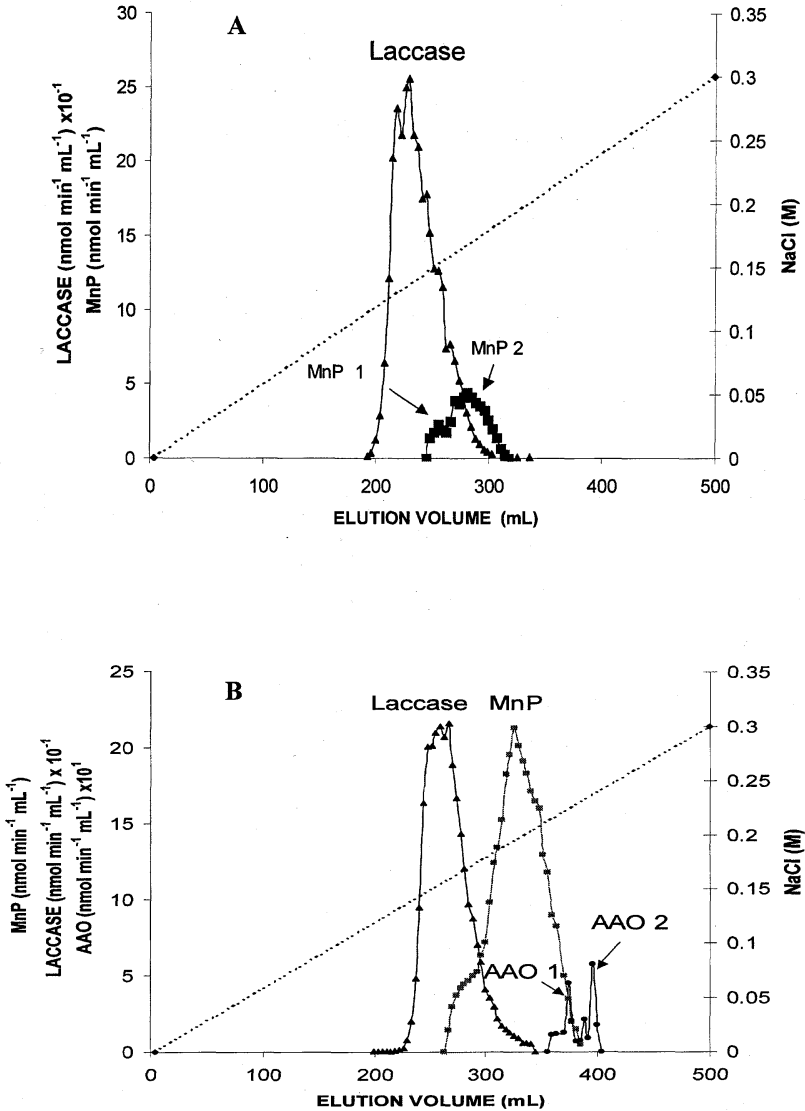 A
Laccase
MnP 1
MnP 2
LACCASE (nmol min⁻¹ mL⁻¹) x10⁻¹
MnP (nmol min⁻¹ mL⁻¹)
30
25
20
15
10
5
0
0.35
0.3
0.25
0.2
0.15
0.1
0.05
0
NaCl (M)
0 100 200 300 400 500
ELUTION VOLUME (mL)
B
Laccase MnP
AAO 1
AAO 2
MnP (nmol min⁻¹ mL⁻¹)
LACCASE (nmol min⁻¹ mL⁻¹) x 10⁻¹
AAO (nmol min⁻¹ mL⁻¹) x10¹
25
20
15
10
5
0
0.35
0.3
0.25
0.2
0.15
0.1
0.05
0
NaCl (M)
0 100 200 300 400 500
ELUTION VOLUME (mL)